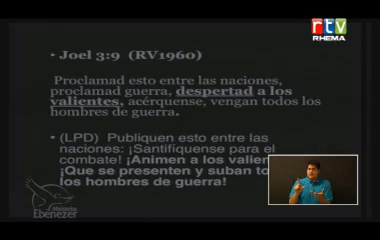 rtv
RHEMA
• Joel 3:9 (RV1960)
Proclamad esto entre las naciones,
proclamad guerra, despertad a los
valientes, acérquense, vengan todos los
hombres de guerra.
• (LPD) Publiquen esto entre las
naciones: ¡Santifíquense para el
combate! ¡Animen a los valien
¡Que se presenten y suban to
los hombres de guerra!
Ministerios
Ebenezer